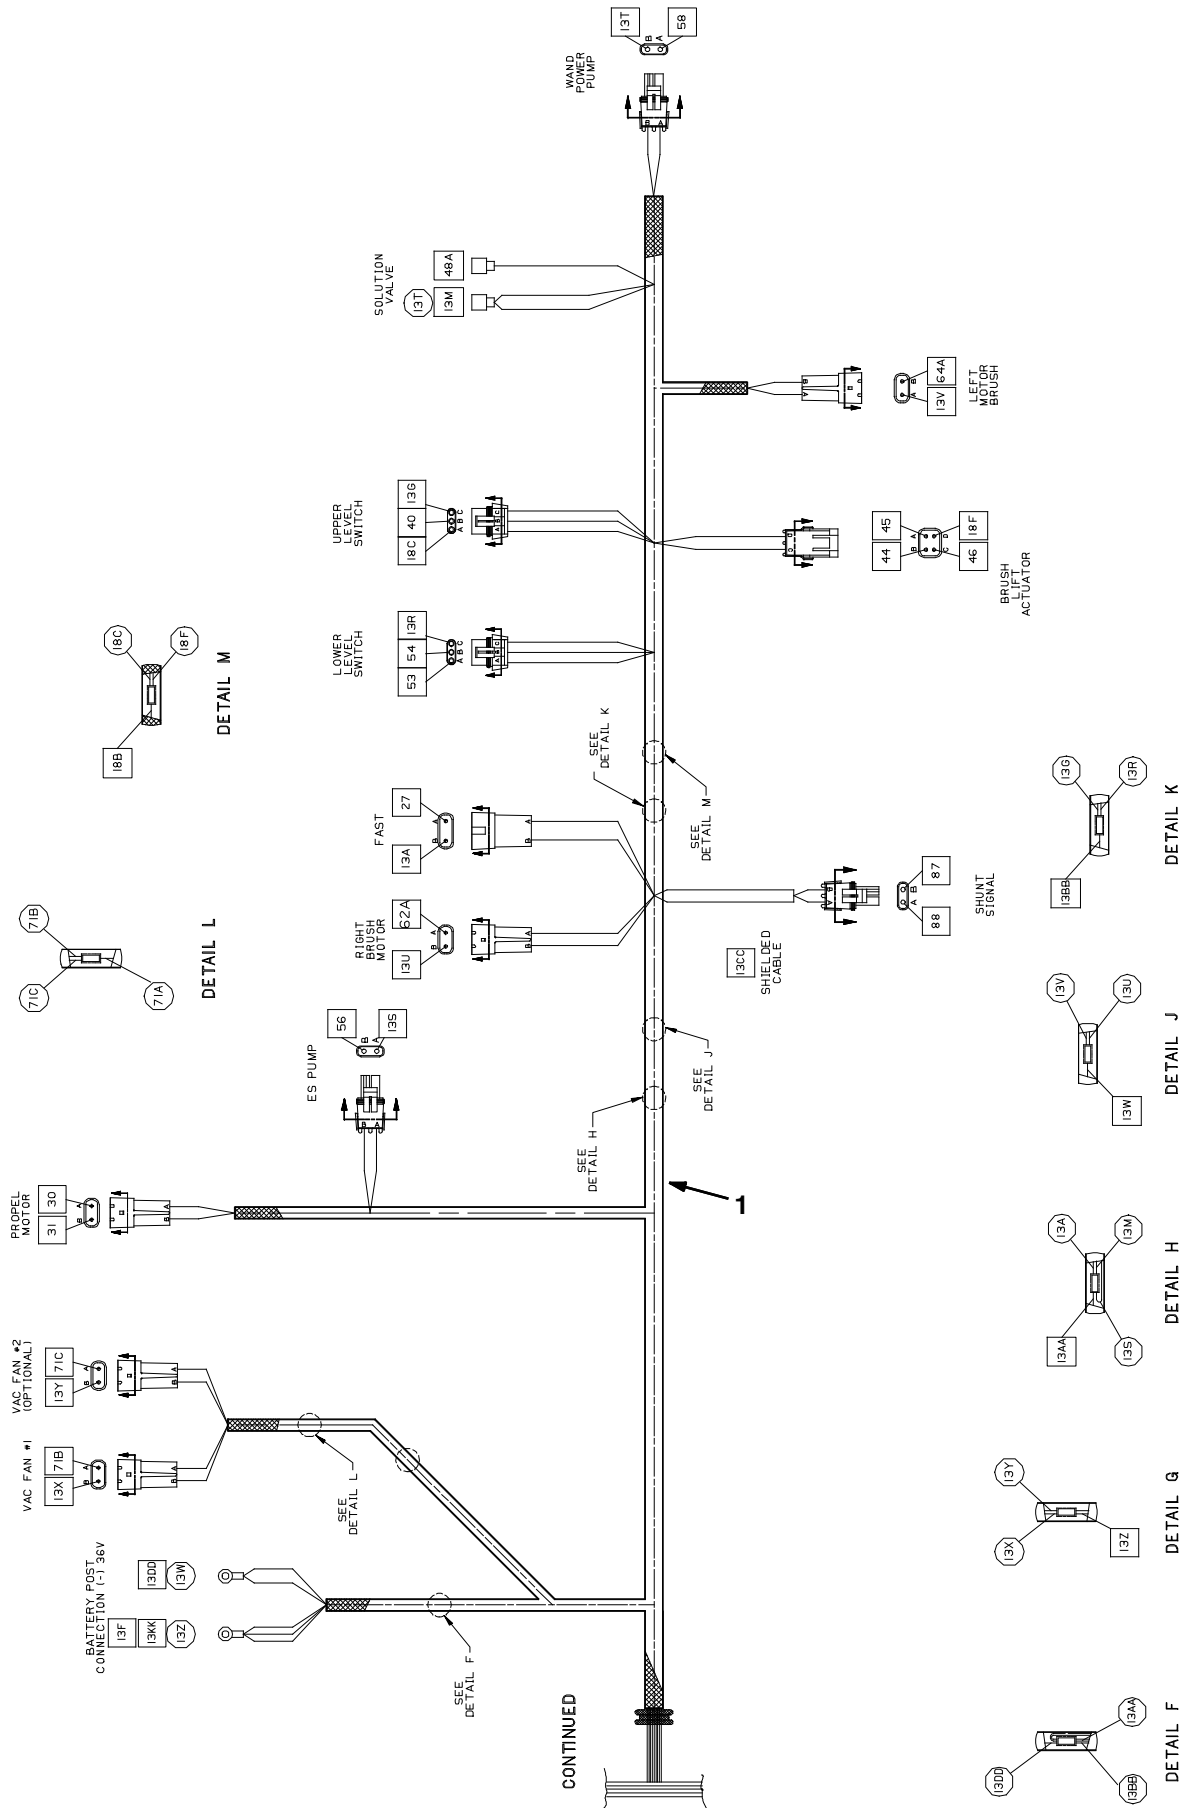 BATTERY POST
CONNECTION (-) 36V
13F
13KK
13Z
13DD
13W
VAC FAN #1
13X
71B
B
A
B
A
VAC FAN #2
(OPTIONAL)
13Y
71C
B
A
B
A
PROPEL
MOTOR
31
30
B
A
B
A
ES PUMP
56
13S
B
A
B
A
RIGHT
BRUSH
MOTOR
13U
62A
B
A
B
A
FAST
13A
27
B
A
B
A
LOWER
LEVEL
SWITCH
53
54
13R
A B C
A B C
UPPER
LEVEL
SWITCH
18C
40
13G
A B C
A B C
SOLUTION
VALVE
13T
13M
48A
WAND
POWER
PUMP
13T
58
B
A
B
A
71C
71B
71A
DETAIL L
18B
18C
18F
DETAIL M
CONTINUED
SEE
DETAIL F
SEE
DETAIL L
1
SEE
DETAIL H
SEE
DETAIL J
SEE
DETAIL K
SEE
DETAIL M
13CC
SHIELDED
CABLE
88
87
A
B
SHUNT
SIGNAL
44
45
B
A
C
D
46
18F
BRUSH
LIFT
ACTUATOR
A
B
A
B
13V
64A
LEFT
MOTOR
BRUSH
13DD
13BB
13AA
DETAIL F
13X
13Y
13Z
DETAIL G
13AA
13A
13S
13M
DETAIL H
13W
13V
13U
DETAIL J
13BB
13G
13R
DETAIL K